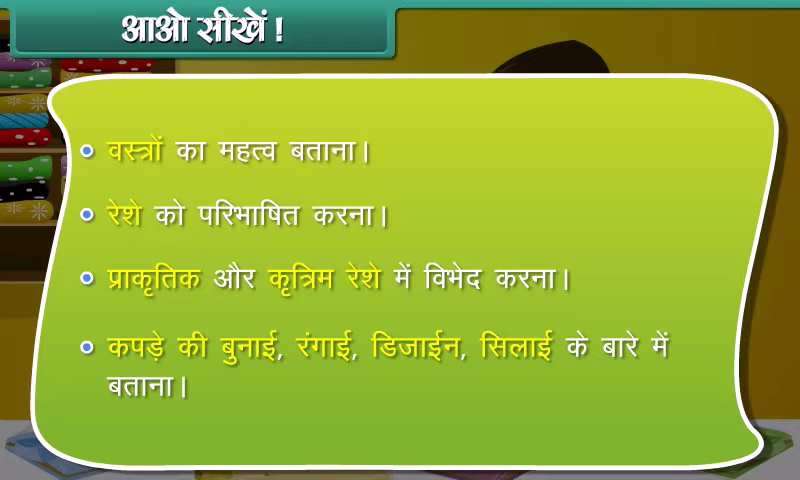 आओ सीखें!
वस्त्रों का महत्व बताना।
रेशे को परिभाषित करना।
प्राकृतिक और कृत्रिम रेशे में विभेद करना।
कपड़े की बुनाई, रंगाई, डिजाईन, सिलाई के बारे में
बताना।